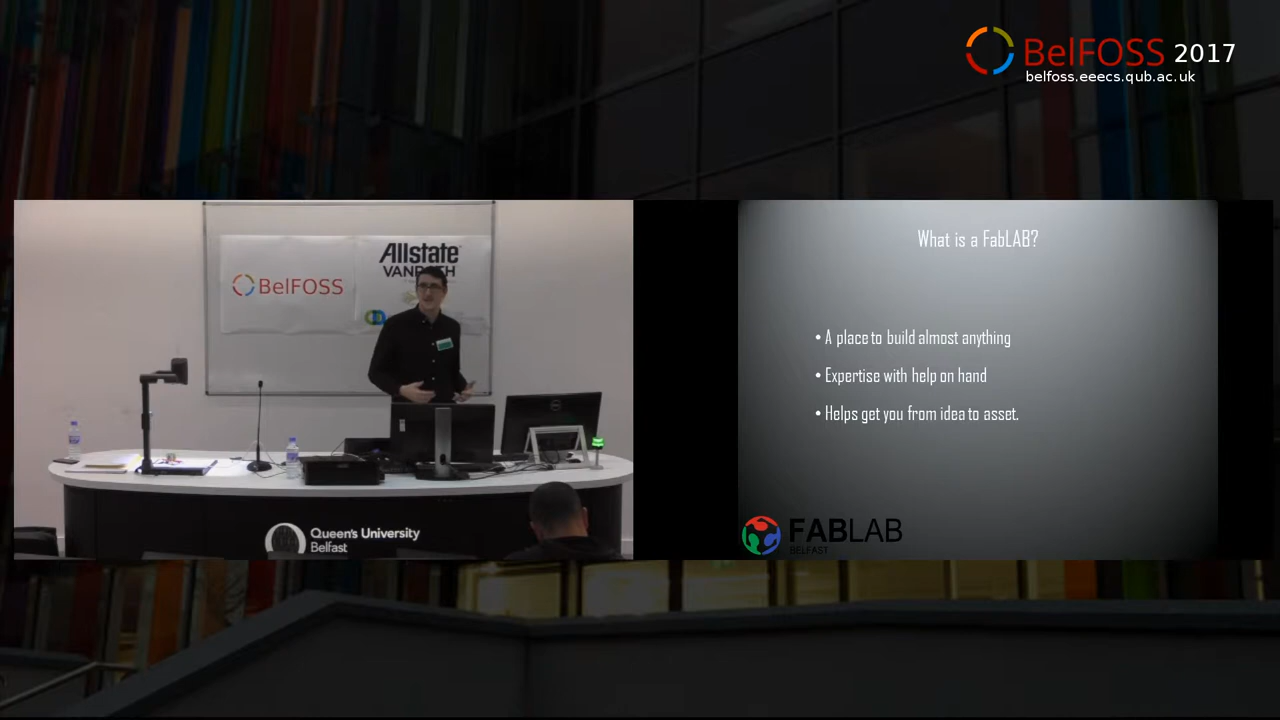 BelFOSS 2017
belfoss.eeecs.qub.ac.uk
Allstate
BelFOSS
DELL
Queen's University
Belfast
What is a FabLAB?
• A place to build almost anything
• Expertise with help on hand
• Helps get you from idea to asset.
FABLAB
BELFAST